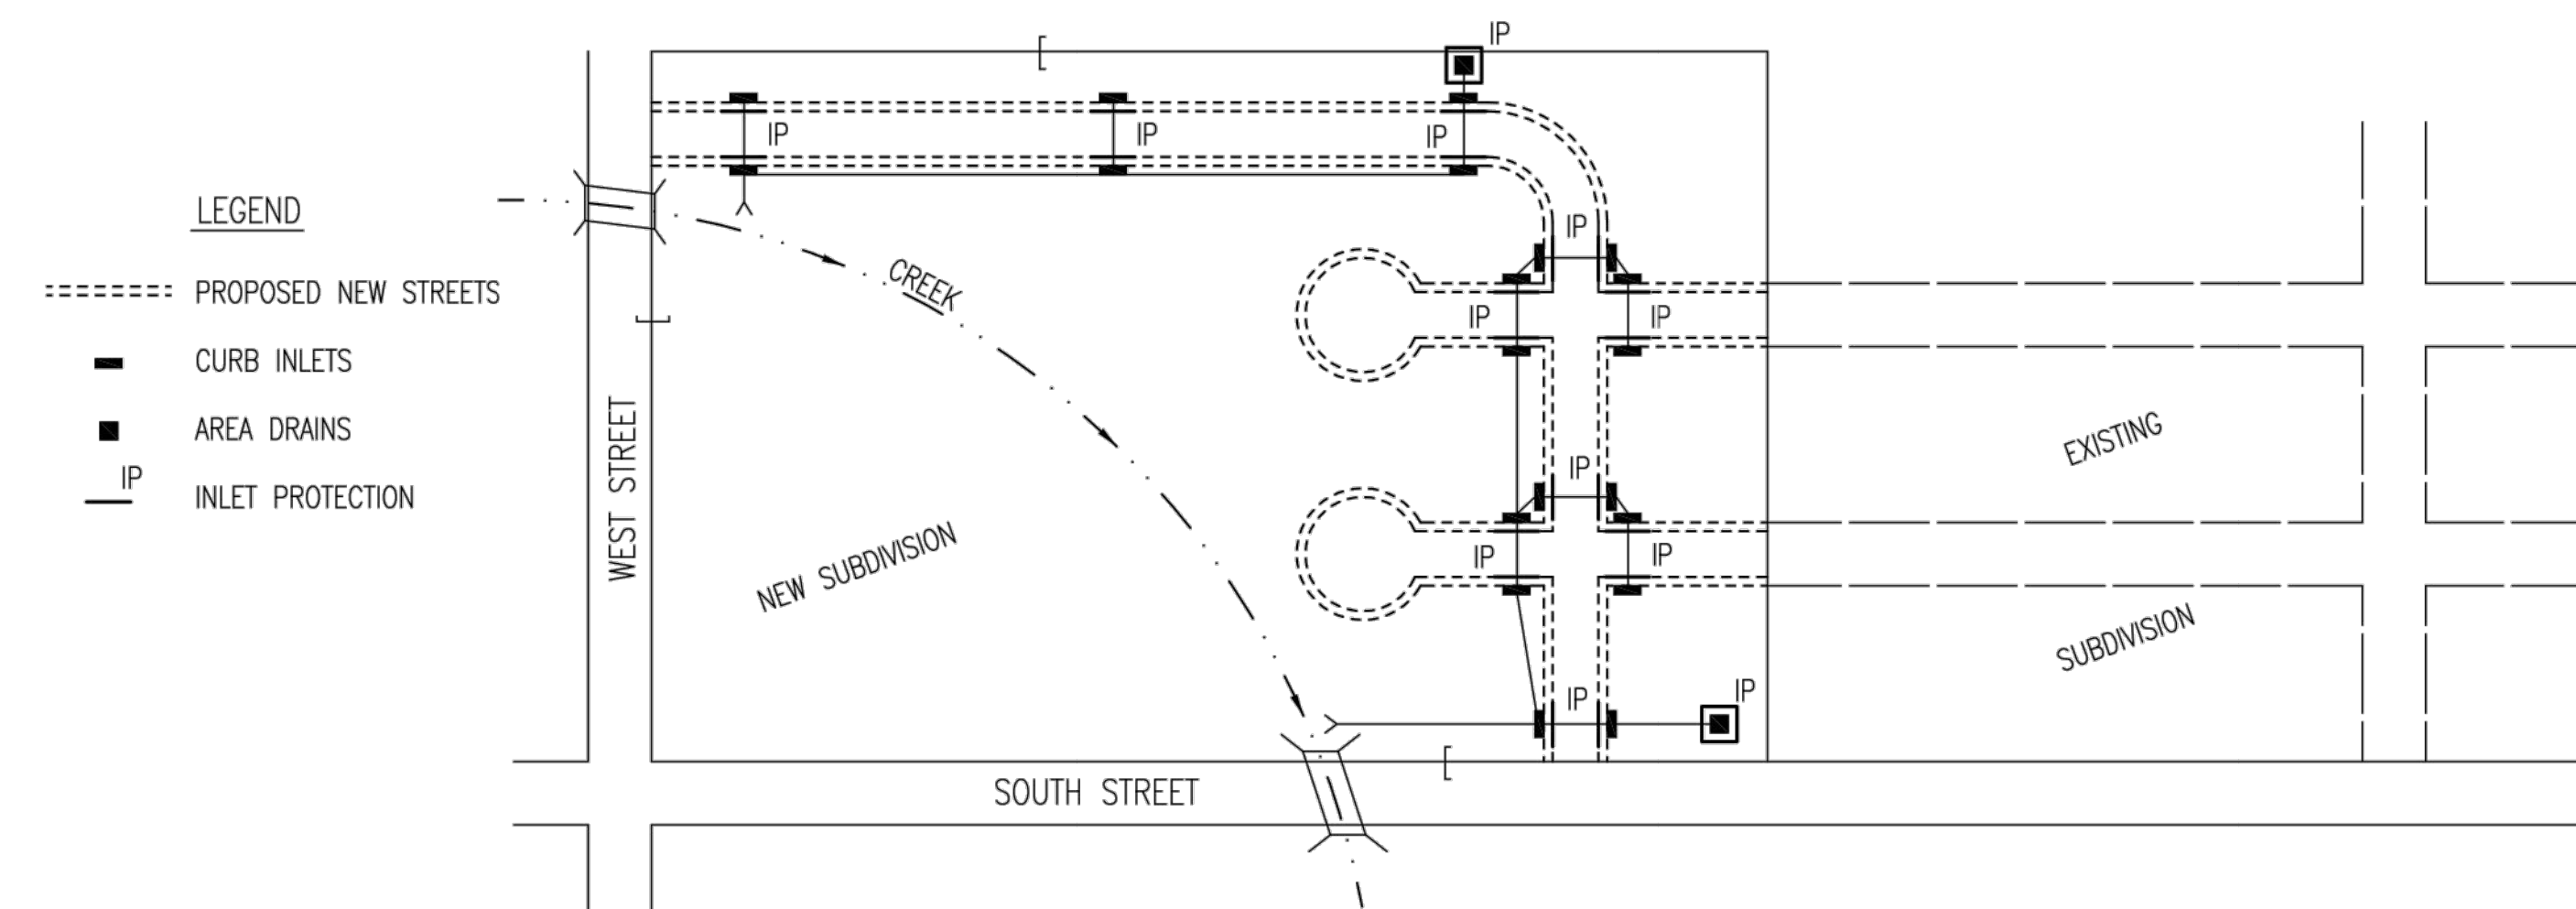 LEGEND
PROPOSED NEW STREETS
CURB INLETS
AREA DRAINS
IP
INLET PROTECTION
IP
IP
IP
IP
IP
IP
IP
IP
IP
IP
IP
IP
CREEK
WEST STREET
NEW SUBDIVISION
SOUTH STREET
EXISTING
SUBDIVISION